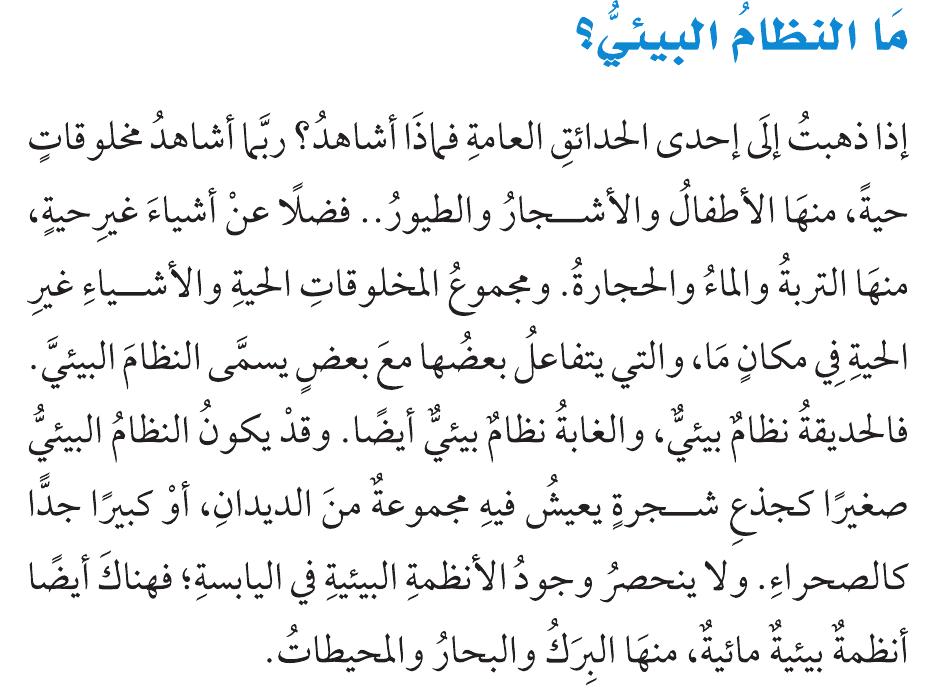 مَا النظامُ البيئيُّ؟
إذا ذهبتُ إلَى إحدى الحدائقِ العامةِ فماذَا أشاهدُ؟ ربَّما أشاهدُ مخلوقاتٍ
حيةً، منهَا الأطفالُ والأشـــجارُ والطيورُ.. فضلًا عنْ أشياءَ غيرِ حيةٍ،
منهَا التربةُ والماءُ والحجارةُ. ومجموعُ المخلوقاتِ الحيةِ والأشـــياءِ غيرِ
الحيةِ فِي مكانٍ مَا، والتي يتفاعلُ بعضُها معَ بعضٍ يسمَّى النظامَ البيئيَّ.
فالحديقةُ نظامٌ بيئيٌّ، والغابةُ نظامٌ بيئيٌّ أيضًا. وقدْ يكونُ النظامُ البيئيُّ
صغيرًا كجذعِ شـــجرةٍ يعيشُ فيهِ مجموعةٌ منَ الديدانِ، أوْ كبيرًا جدًّا
كالصحراءِ. ولا ينحصرُ وجودُ الأنظمةِ البيئيةِ في اليابسةِ؛ فهناكَ أيضًا
أنظمةٌ بيئيةٌ مائيةٌ، منهَا البِرَكُ والبحارُ والمحيطاتُ.